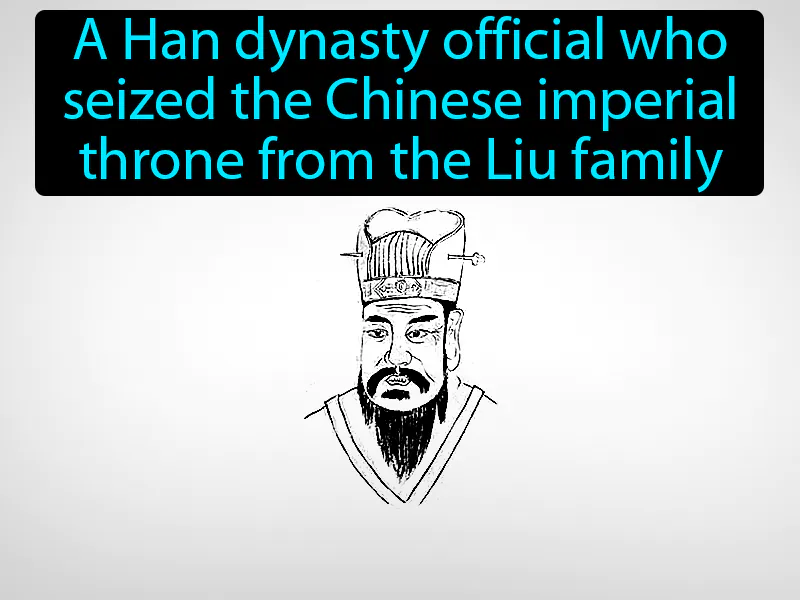 A Han dynasty official who
seized the Chinese imperial
throne from the Liu family